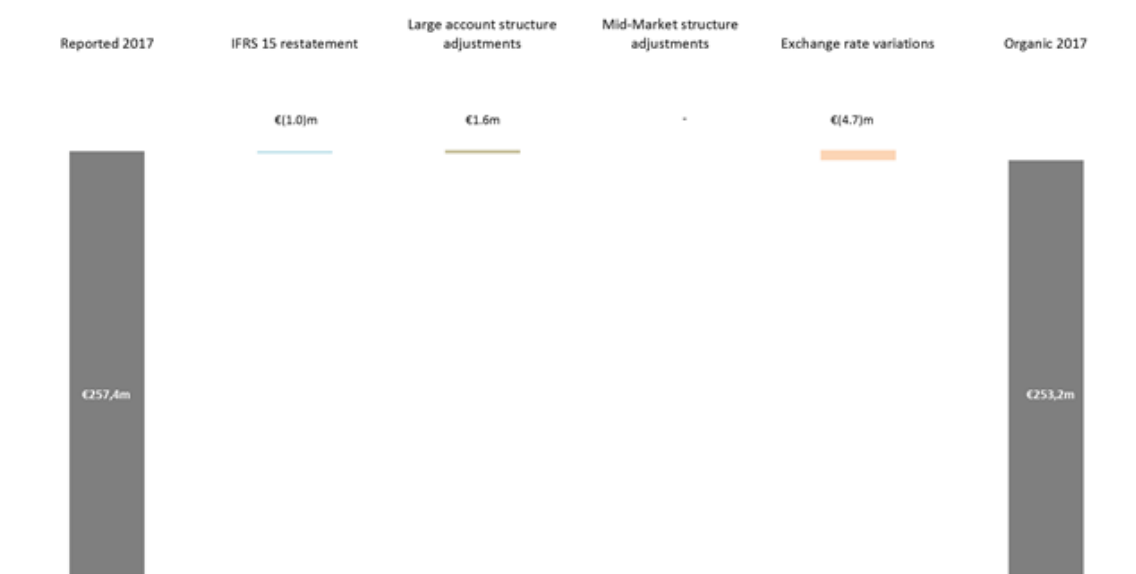 Reported 2017
IFRS 15 restatement
Large account structure
adjustments
Mid-Market structure
adjustments
Exchange rate variations
Organic 2017
€(1.0)m
€1.6m
-
€(4.7)m
€257,4m
€253,2m